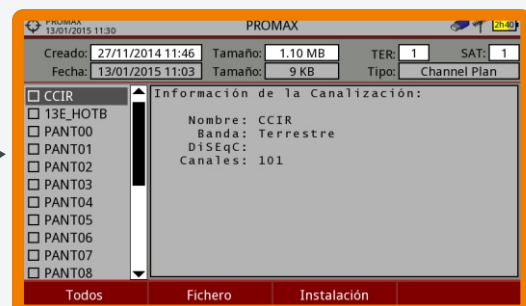 PROMAX
13/01/2015 11:30
PROMAX
2h40
Creado: 27/11/2014 11:46 Tamaño: 1.10 MB TER: 1 SAT: 1
Fecha: 13/01/2015 11:03 Tamaño: 9 KB Tipo: Channel Plan
CCIR
13E_HOTB
PANT00
PANT01
PANT02
PANT03
PANT04
PANT05
PANT06
PANT07
PANT08
Información de la Canalización:
Nombre: CCIR
Banda: Terrestre
DiSEqC:
Canales: 101
Todos Fichero Instalación